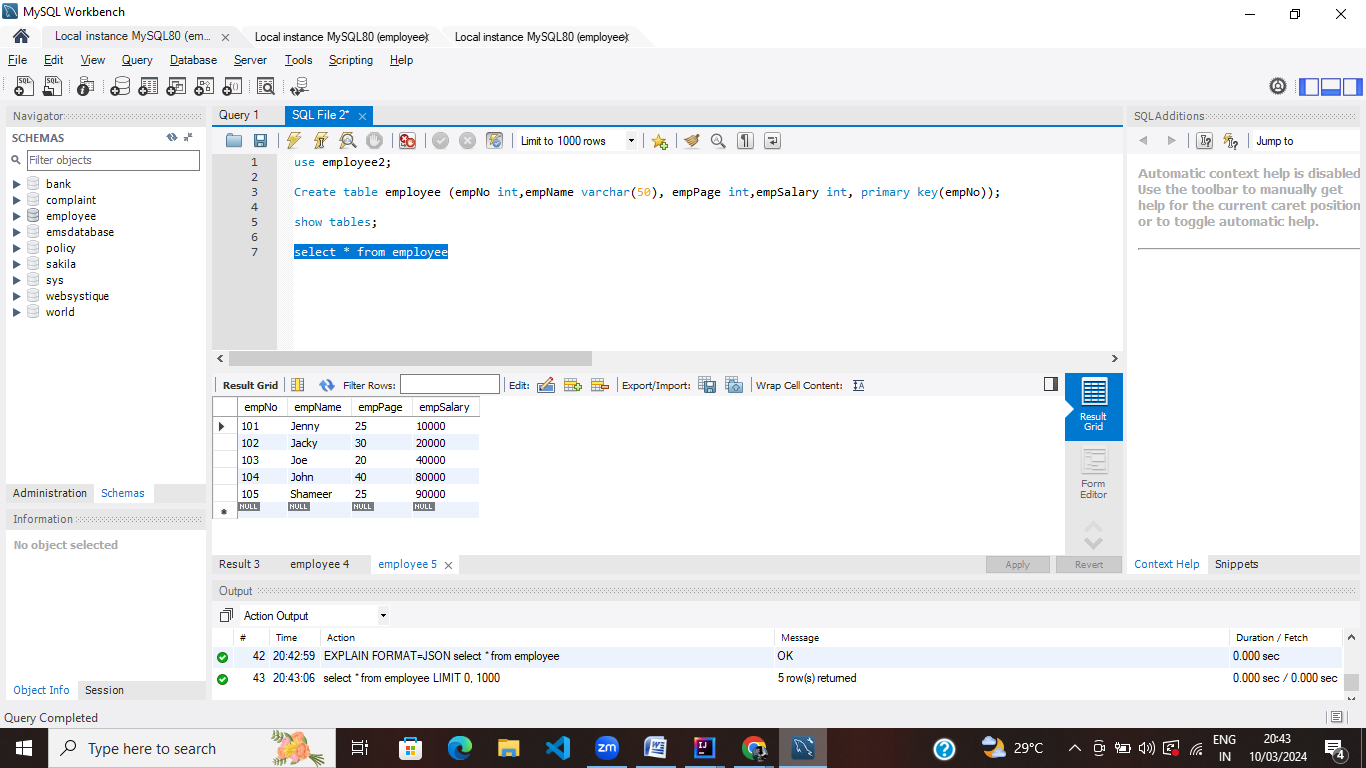 MySQL Workbench
Local instance MySQL80 (em... Local instance MySQL80 (employee) Local instance MySQL80 (employee)
File Edit View Query Database Server Tools Scripting Help
Navigator
SCHEMAS
Filter objects
bank
complaint
employee
emsdatabase
policy
sakila
sys
websystique
world
Administration Schemas
Information
No object selected
Object Info Session
Query 1 SQL File 2*
Limit to 1000 rows
1 use employee2;
2
3 Create table employee (empNo int,empName varchar(50), empPage int,empSalary int, primary key(empNo));
4
5 show tables;
6
7 select * from employee
Result Grid Filter Rows: Edit: Export/Import: Wrap Cell Content:
empNo empName empPage empSalary
101 Jenny 25 10000
102 Jacky 30 20000
103 Joe 20 40000
104 John 40 80000
105 Shameer 25 90000
NULL NULL NULL NULL
Result
Grid
Form
Editor
Result 3 employee 4 employee 5 Apply Revert
SQLAdditions
Jump to
Automatic context help is disabled
Use the toolbar to manually get
help for the current caret position
or to toggle automatic help.
Context Help Snippets
Output
Action Output
# Time Action Message Duration / Fetch
42 20:42:59 EXPLAIN FORMAT=JSON select * from employee OK 0.000 sec
43 20:43:06 select * from employee LIMIT 0, 1000 5 row(s) returned 0.000 sec / 0.000 sec
Query Completed
Type here to search
zm
29°C
ENG
IN
20:43
10/03/2024
4